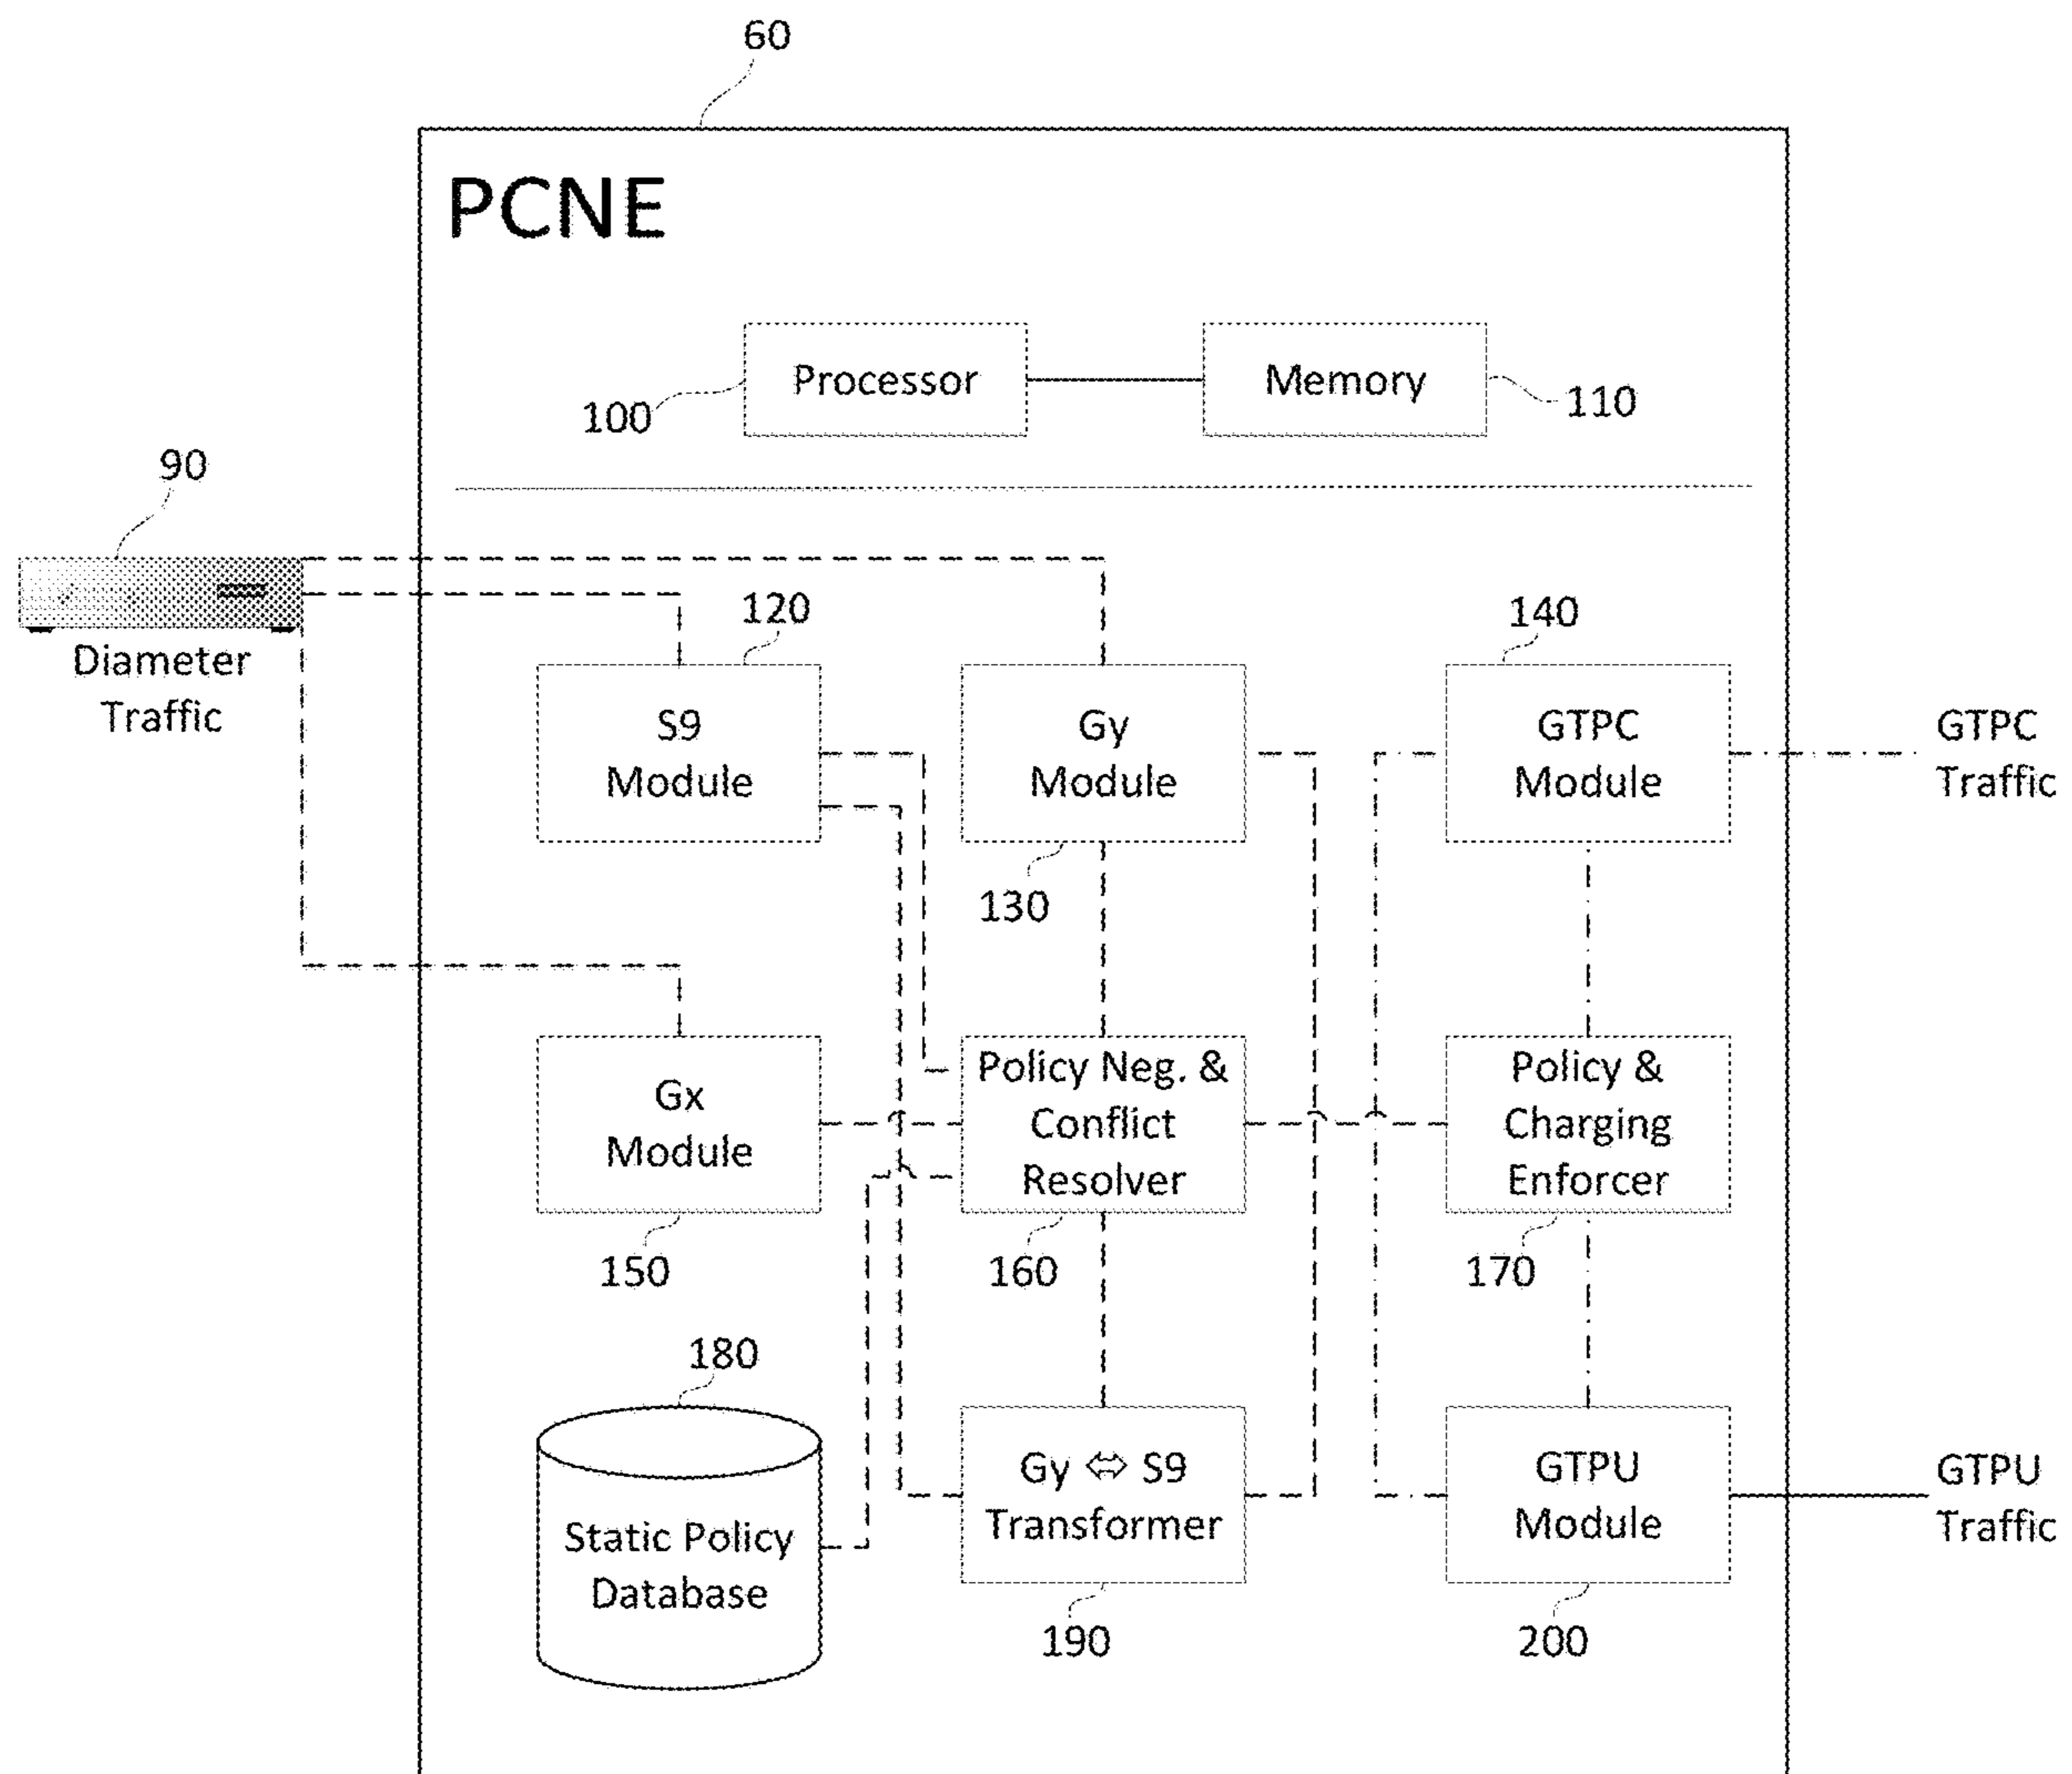 60
PCNE
Processor
Memory
100
110
90
Diameter
Traffic
120
140
S9
Module
Gy
Module
GTPC
Module
GTPC
Traffic
130
Gx
Module
Policy Neg. &
Conflict
Resolver
Policy &
Charging
Enforcer
150
160
170
180
Static Policy
Database
Gy ⇔ S9
Transformer
GTPU
Module
GTPU
Traffic
190
200